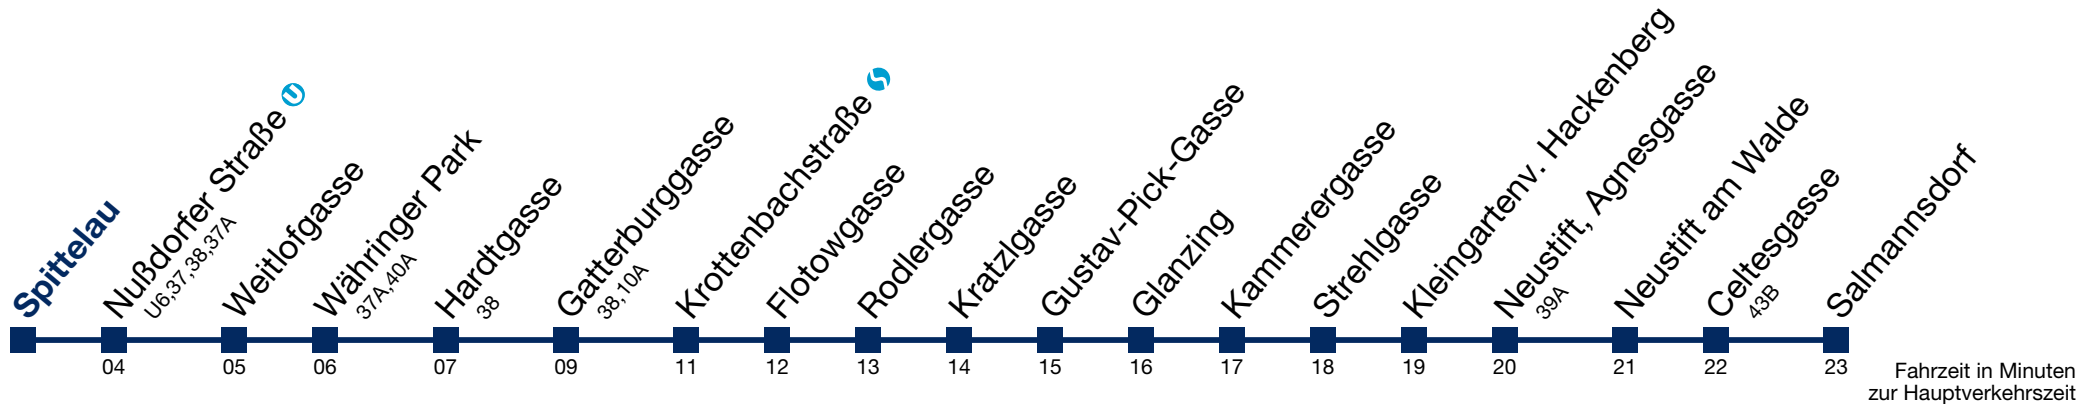 Spittelau
Nußdorfer Straße U
U6,37,38,37A
Weitlofgasse
Währinger Park
37A,40A
Hardtgasse
38
Gatterburggasse
38,10A
Krottenbachstraße
Flotowgasse
Rodlergasse
Kratzlgasse
Gustav-Pick-Gasse
Glanzing
Kammerergasse
Strehlgasse
Kleingartenv. Hackenberg
Neustift, Agnesgasse
39A
Neustift am Walde
Celtesgasse
43B
Salmannsdorf
04 05 06 07 09 11 12 13 14 15 16 17 18 19 20 21 22 23
Fahrzeit in Minuten
zur Hauptverkehrszeit